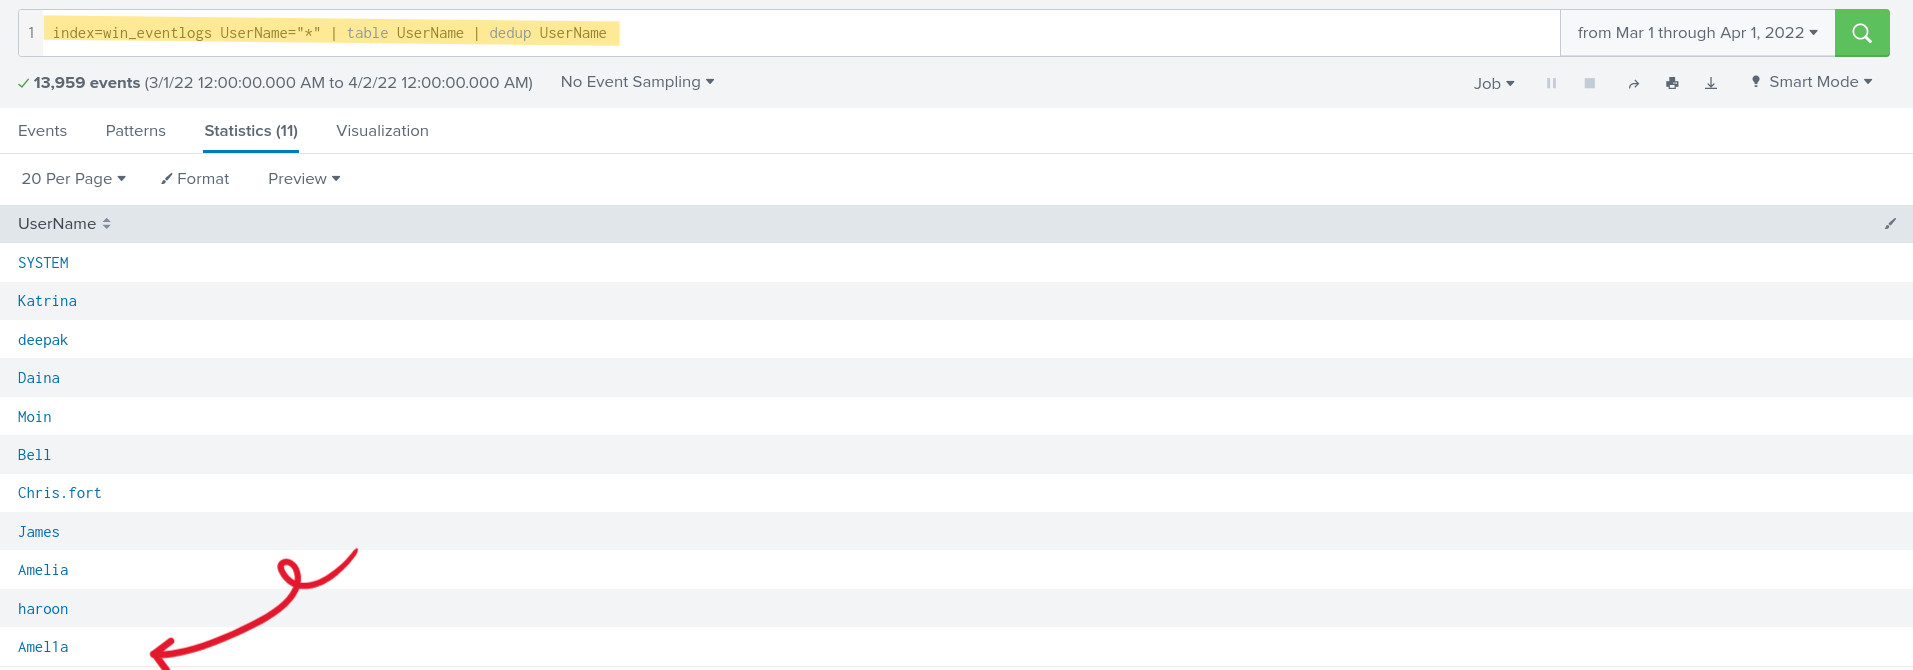 1 index=win_eventlogs UserName="*" | table UserName | dedup UserName from Mar 1 through Apr 1, 2022
13,959 events (3/1/22 12:00:00.000 AM to 4/2/22 12:00:00.000 AM) No Event Sampling Job Smart Mode
Events Patterns Statistics (11) Visualization
20 Per Page Format Preview
UserName
SYSTEM
Katrina
deepak
Daina
Moin
Bell
Chris.fort
James
Amelia
haroon
Amel1a